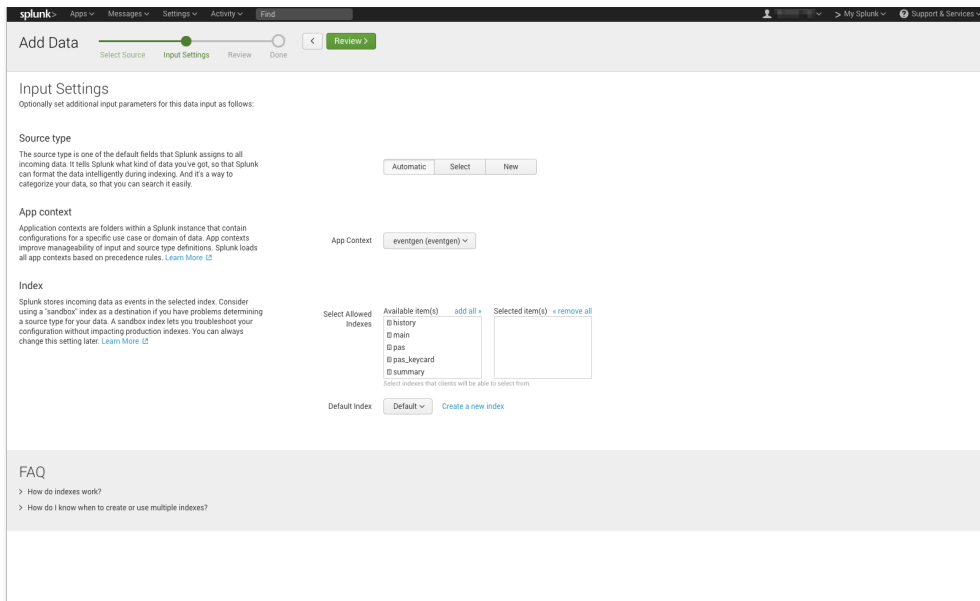 splunk> Apps Messages Settings Activity Find My Splunk Support & Services
Add Data Select Source Input Settings Review Done < Review >
Input Settings
Optionally set additional input parameters for this data input as follows:
Source type
The source type is one of the default fields that Splunk assigns to all
incoming data. It tells Splunk what kind of data you've got, so that Splunk
can format the data intelligently during indexing. And it's a way to
categorize your data, so that you can search it easily.
Automatic Select New
App context
Application contexts are folders within a Splunk instance that contain
configurations for a specific use case or domain of data. App contexts
improve manageability of input and source type definitions. Splunk loads
all app contexts based on precedence rules. Learn More
App Context eventgen (eventgen)
Index
Splunk stores incoming data as events in the selected index. Consider
using a "sandbox" index as a destination if you have problems determining
a source type for your data. A sandbox index lets you troubleshoot your
configuration without impacting production indexes. You can always
change this setting later. Learn More
Select Allowed
Indexes
Available item(s) add all » Selected item(s) « remove all
history
main
pas
pas_keycard
summary
Select indexes that clients will be able to select from.
Default Index Default Create a new index
FAQ
> How do indexes work?
> How do I know when to create or use multiple indexes?